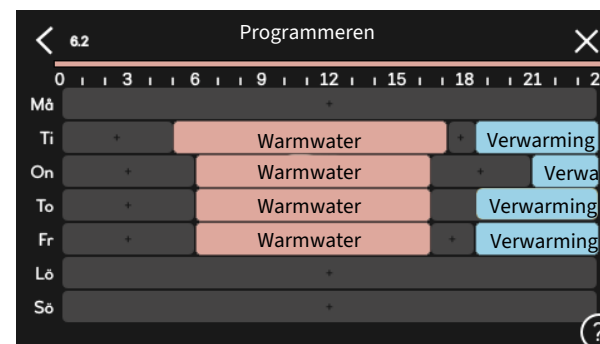 6.2 Programmeren
0 3 6 9 12 15 18 21 2
Må +
Ti + Warmwater + Verwarming
On + Warmwater + Verwa
To + Warmwater Verwarming
Fr + Warmwater + Verwarming
Lö +
Sö +
?